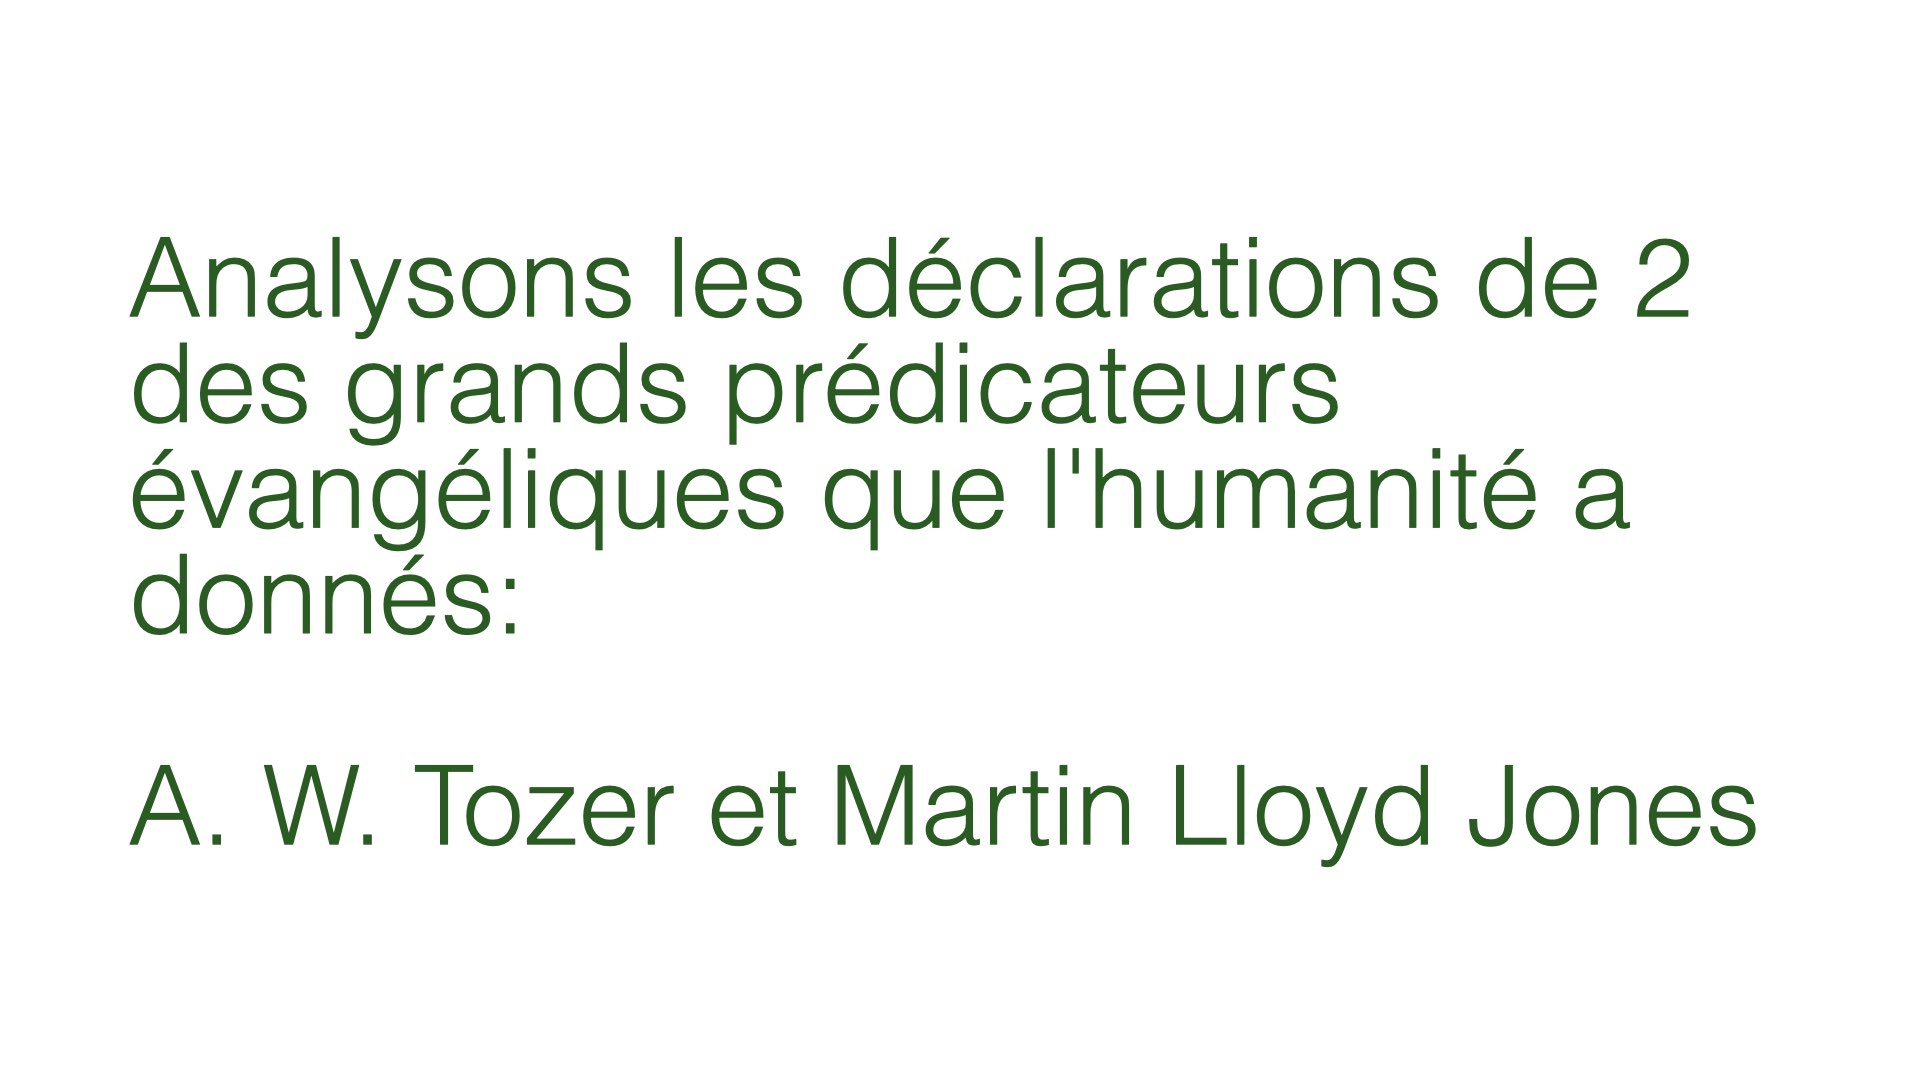 Analysons les déclarations de 2
des grands prédicateurs
évangéliques que l'humanité a
donnés:
A. W. Tozer et Martin Lloyd Jones